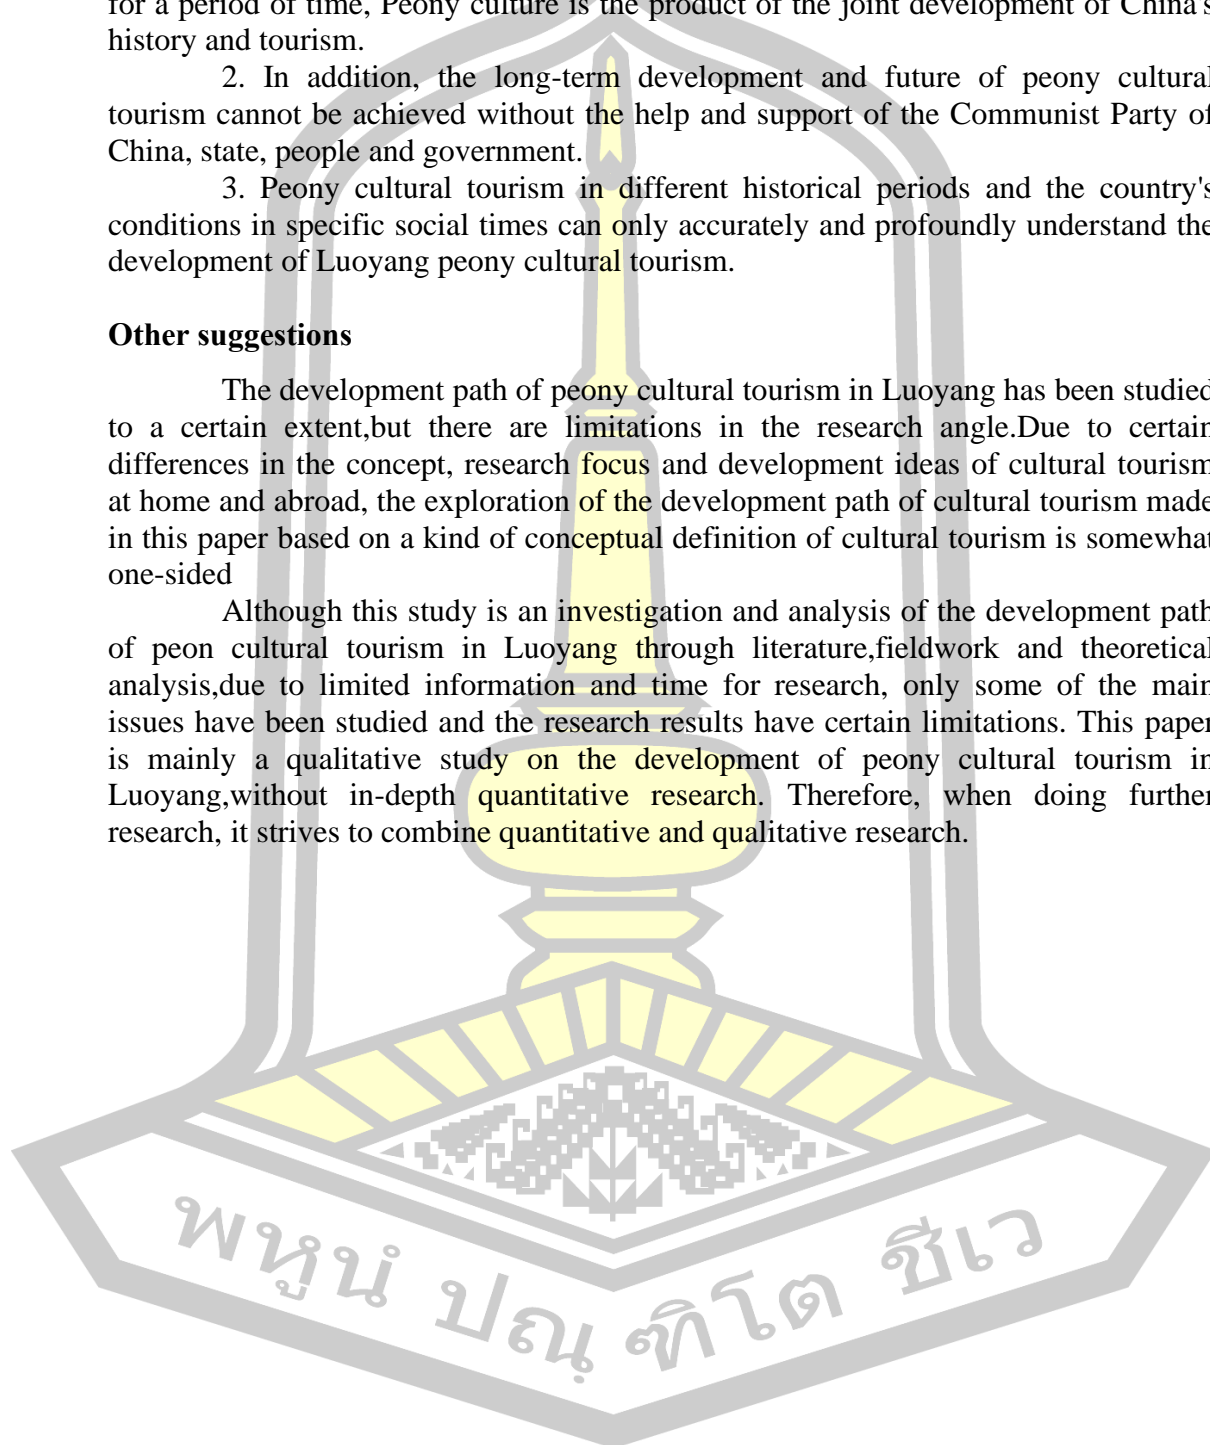 for a period of time, Peony culture is the product of the joint development of China's
history and tourism.
2. In addition, the long-term development and future of peony cultural
tourism cannot be achieved without the help and support of the Communist Party of
China, state, people and government.
3. Peony cultural tourism in different historical periods and the country's
conditions in specific social times can only accurately and profoundly understand the
development of Luoyang peony cultural tourism.
Other suggestions
The development path of peony cultural tourism in Luoyang has been studied
to a certain extent,but there are limitations in the research angle.Due to certain
differences in the concept, research focus and development ideas of cultural tourism
at home and abroad, the exploration of the development path of cultural tourism made
in this paper based on a kind of conceptual definition of cultural tourism is somewhat
one-sided
Although this study is an investigation and analysis of the development path
of peon cultural tourism in Luoyang through literature,fieldwork and theoretical
analysis,due to limited information and time for research, only some of the main
issues have been studied and the research results have certain limitations. This paper
is mainly a qualitative study on the development of peony cultural tourism in
Luoyang,without in-depth quantitative research. Therefore, when doing further
research, it strives to combine quantitative and qualitative research.
พหูนํ ปณฺฑิโต ชีเว